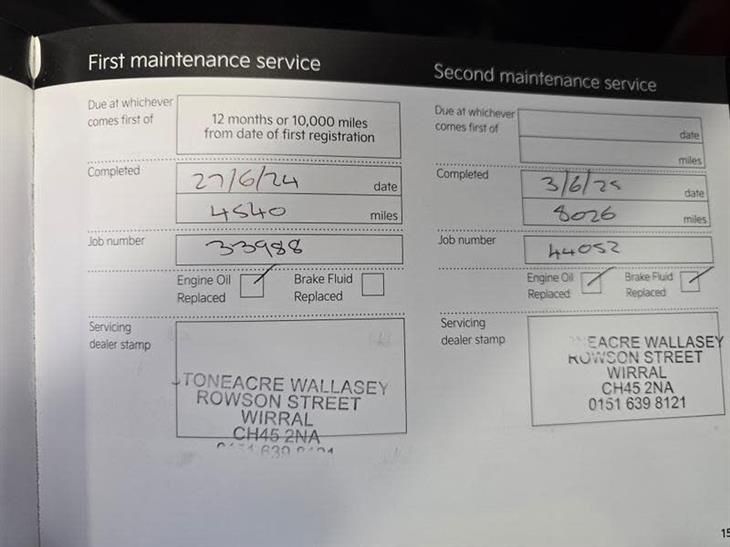 First maintenance service
Due at whichever
comes first of
12 months or 10,000 miles
from date of first registration
Completed
27/6/24 date
4540 miles
Job number
33988
Engine Oil
Replaced
Brake Fluid
Replaced
Servicing
dealer stamp
TONEACRE WALLASEY
ROWSON STREET
WIRRAL
CH45 2NA
Second maintenance service
Due at whichever
comes first of
date
miles
Completed
3/6/25 date
8026 miles
Job number
44052
Engine Oil
Replaced
Brake Fluid
Replaced
Servicing
dealer stamp
EACRE WALLASEY
ROWSON STREET
WIRRAL
CH45 2NA
0151 639 8121
15